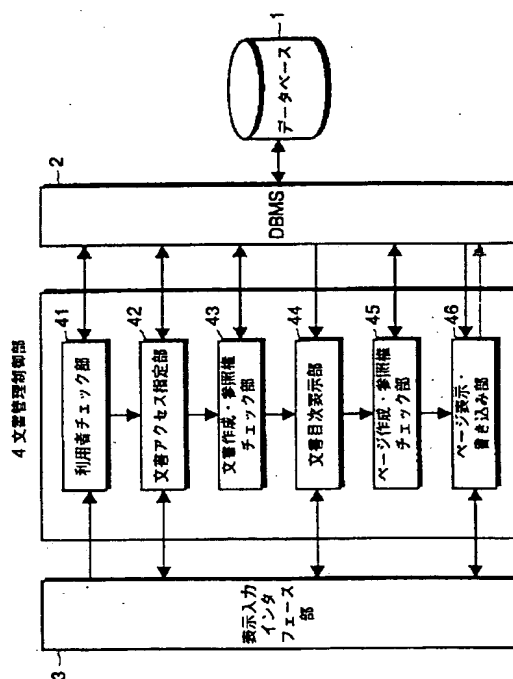 4 文書管理制御部
3
表示入力
インタ
フェース
部
41
利用者チェック部
42
文書アクセス指定部
43
文書作成・参照権
チェック部
44
文書目次表示部
45
ページ作成・参照権
チェック部
46
ページ表示・
書き込み部
2
DBMS
1
データベース